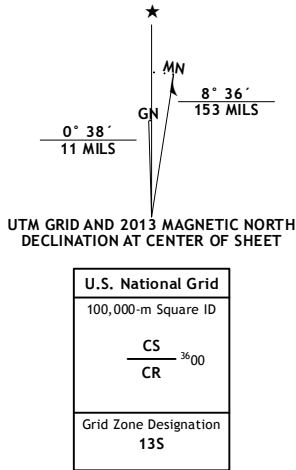 MN
GN
8° 36´
153 MILS
0° 38´
11 MILS
UTM GRID AND 2013 MAGNETIC NORTH
DECLINATION AT CENTER OF SHEET
U.S. National Grid
100,000-m Square ID
CS
3600
CR
Grid Zone Designation
13S